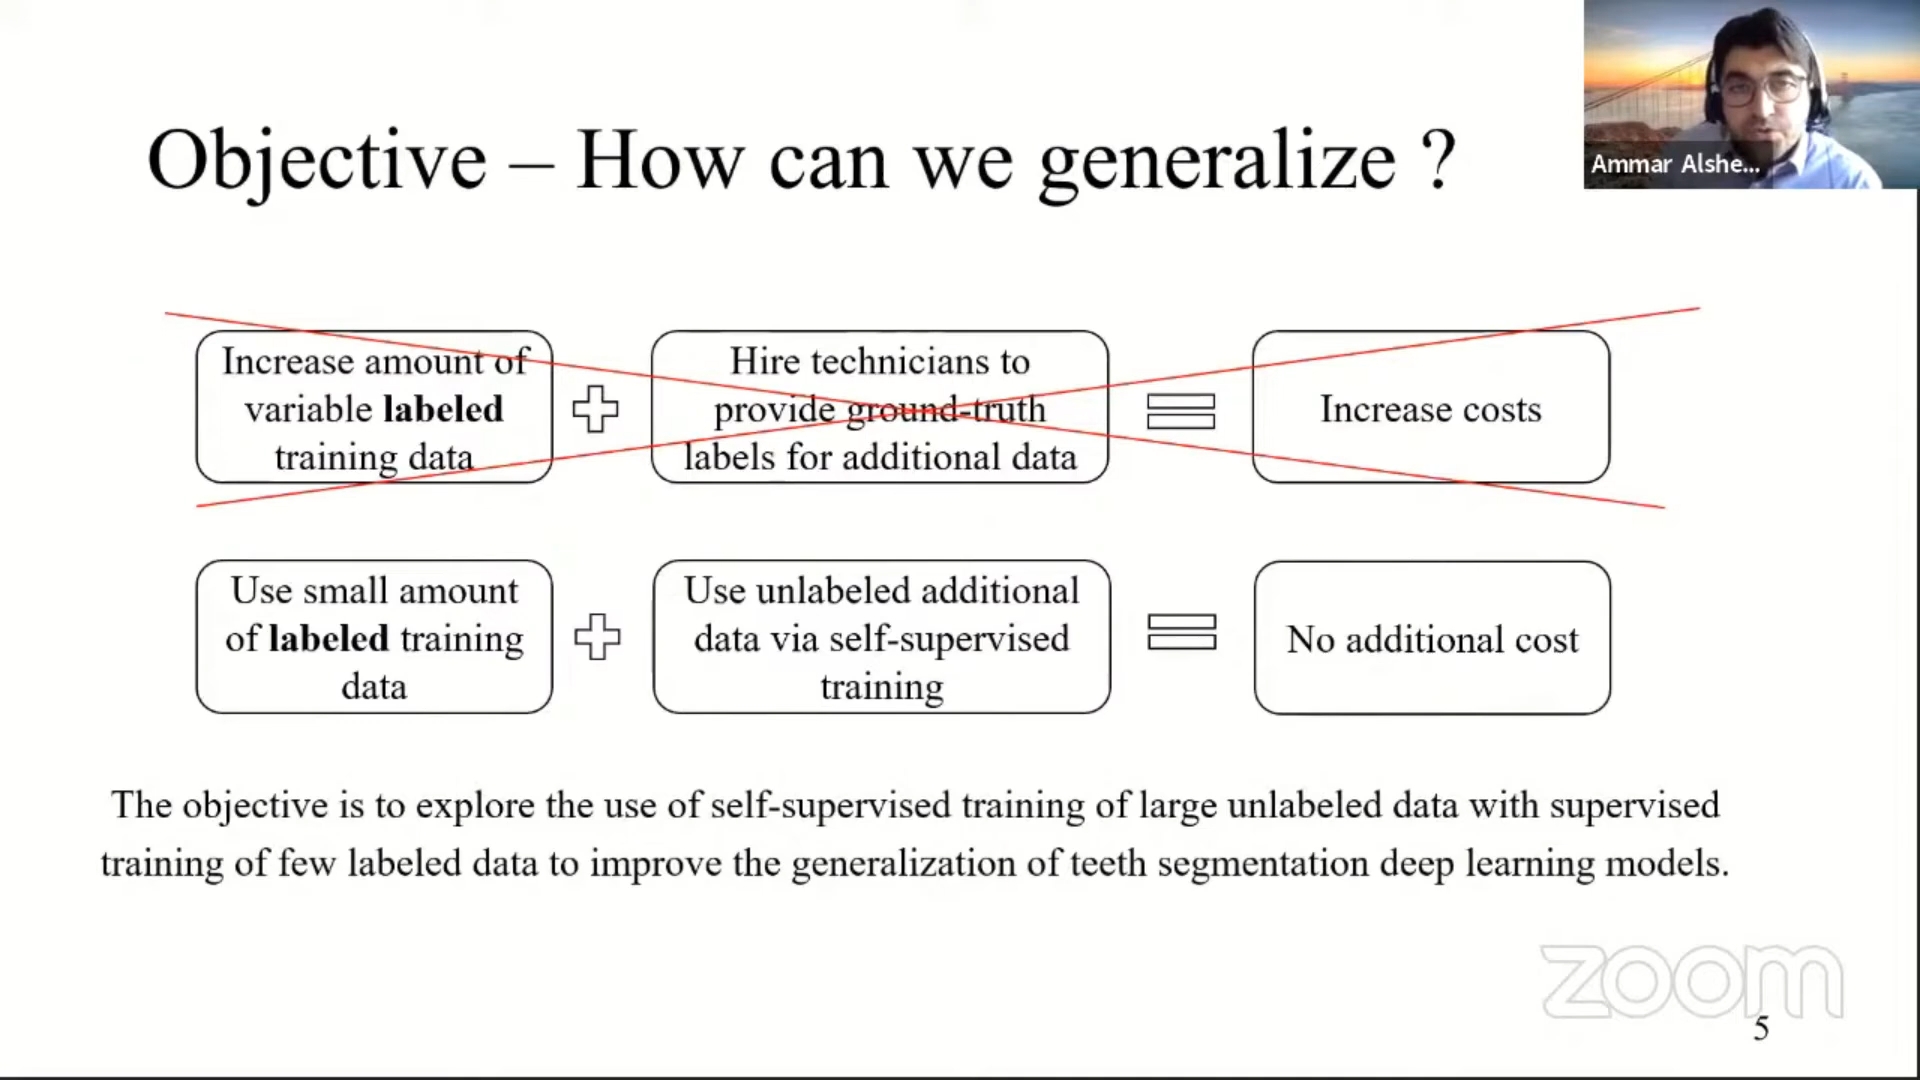 Objective – How can we generalize ?
Ammar Alshe...
Increase amount of
variable labeled
training data
Hire technicians to
provide ground-truth
labels for additional data
Increase costs
Use small amount
of labeled training
data
Use unlabeled additional
data via self-supervised
training
No additional cost
The objective is to explore the use of self-supervised training of large unlabeled data with supervised
training of few labeled data to improve the generalization of teeth segmentation deep learning models.
zoom
5